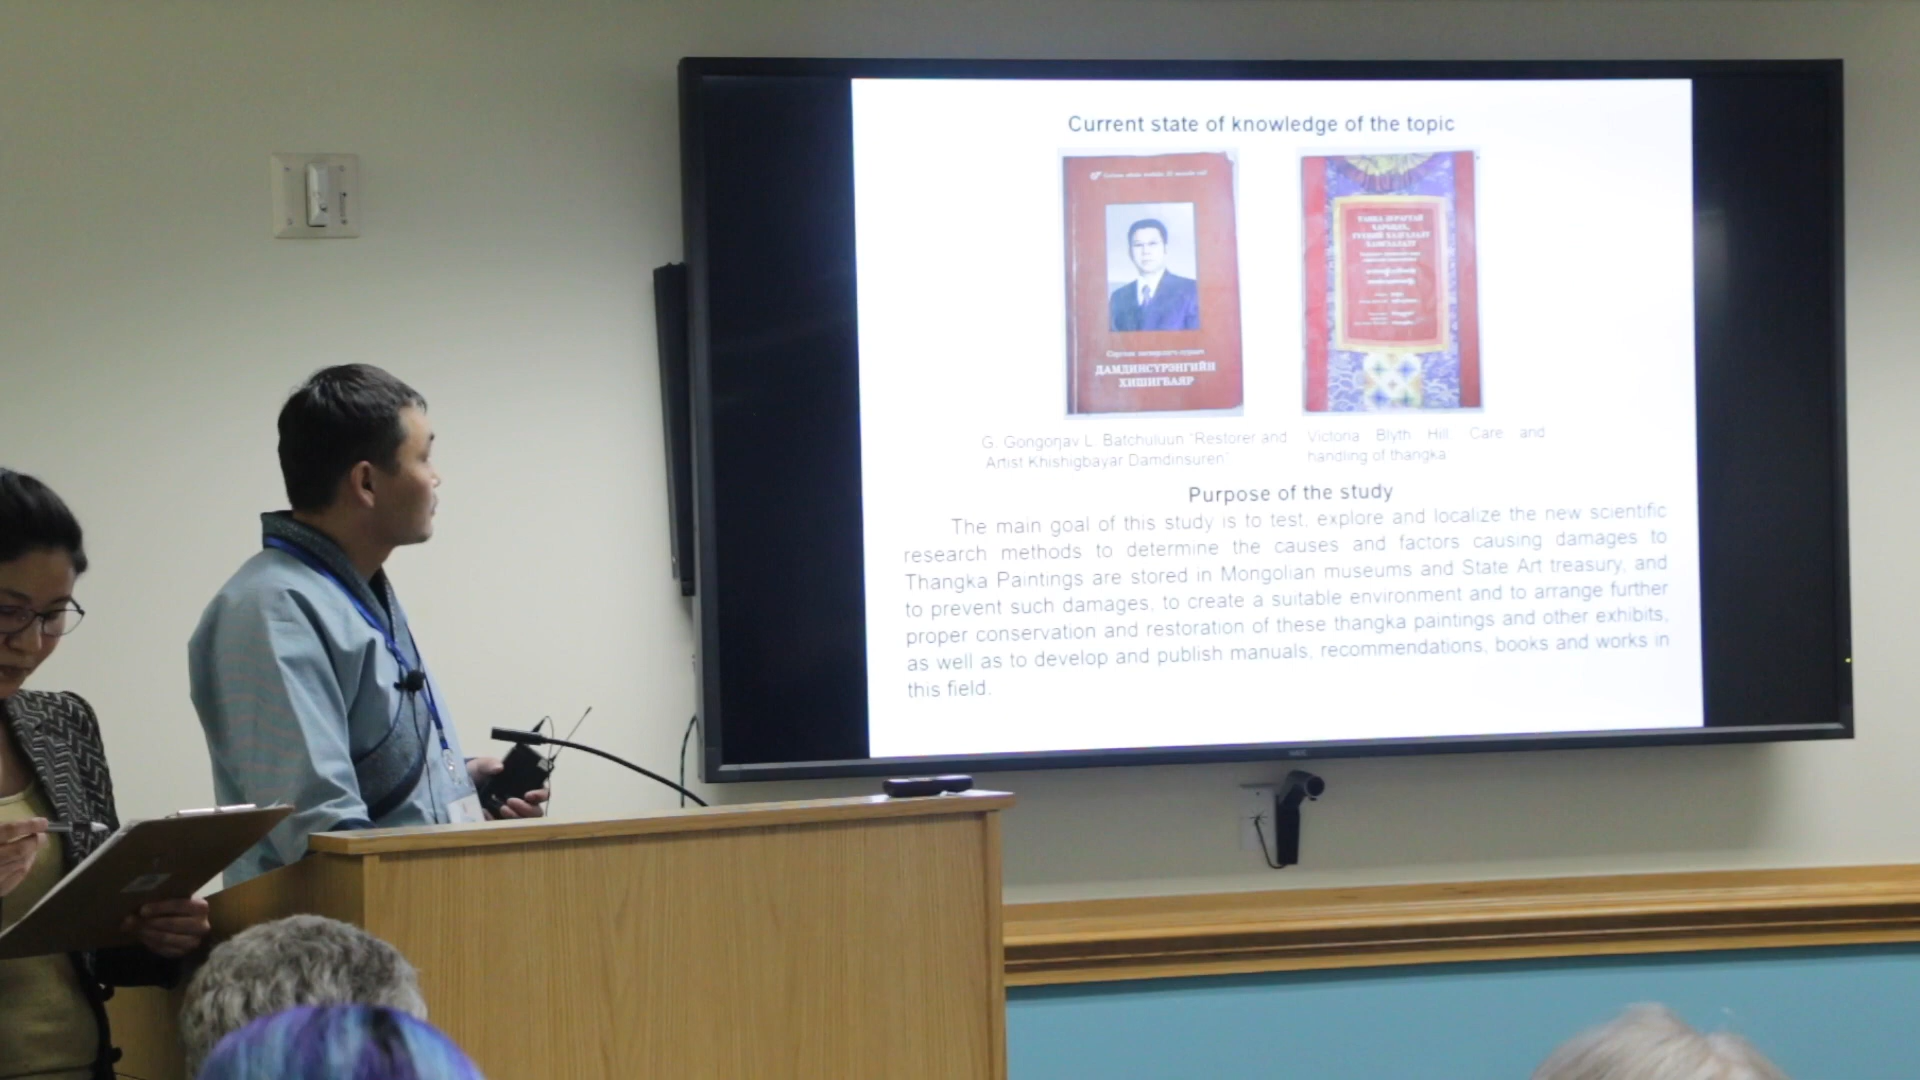 Current state of knowledge of the topic
ДАМДИНСҮРЭНГИЙН
ХИШИГБАЯР
G. Gongorjav L. Batchuluun "Restorer and
Artist Khishigbayar Damdinsuren"
Victoria Blyth Hill Care and
handling of thangka
Purpose of the study
The main goal of this study is to test, explore and localize the new scientific
research methods to determine the causes and factors causing damages to
Thangka Paintings are stored in Mongolian museums and State Art treasury, and
to prevent such damages, to create a suitable environment and to arrange further
proper conservation and restoration of these thangka paintings and other exhibits,
as well as to develop and publish manuals, recommendations, books and works in
this field.